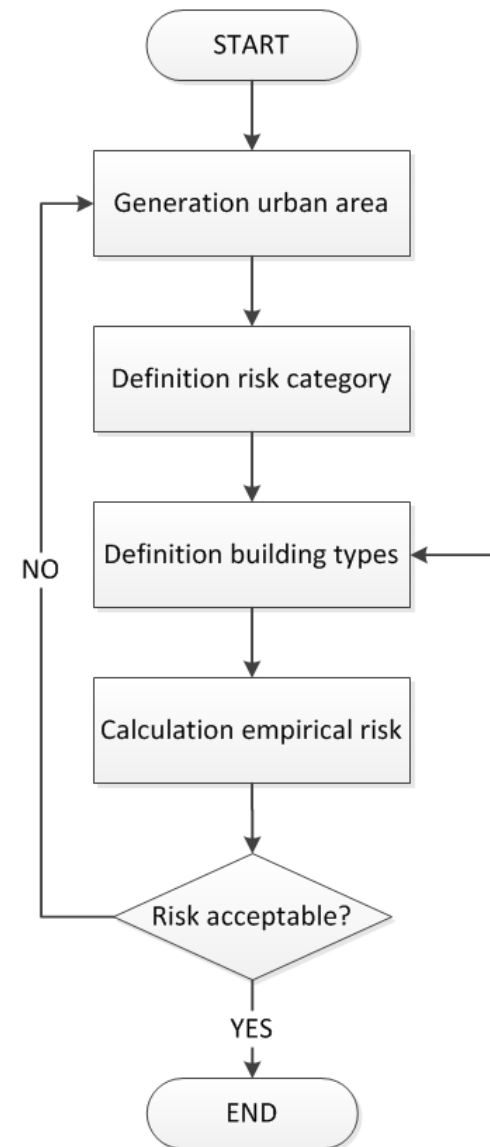 START
Generation urban area
Definition risk category
Definition building types
NO
Calculation empirical risk
Risk acceptable?
YES
END